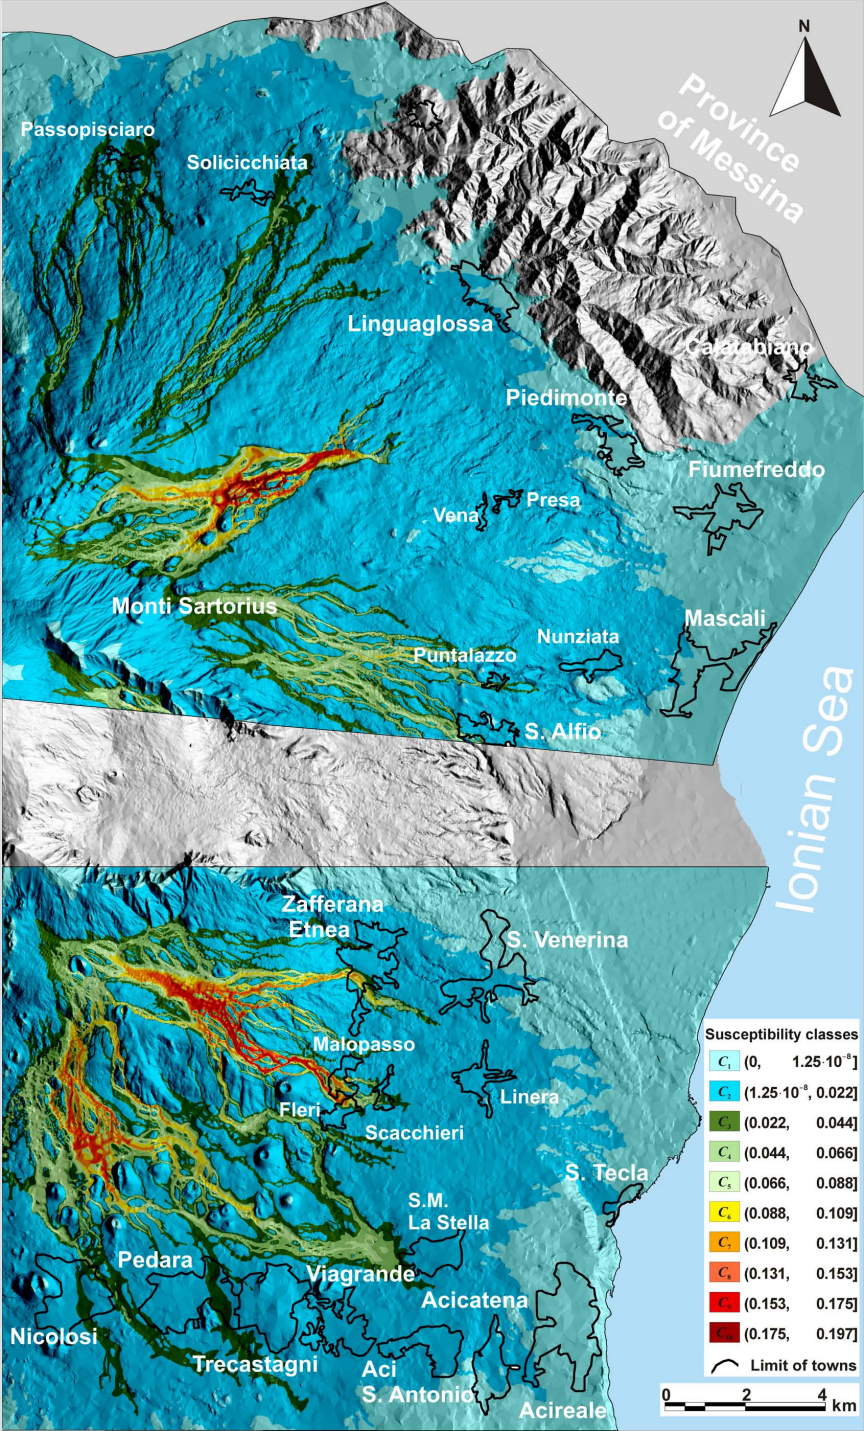 N
Province
of Messina
Passopisciaro
Solicicchiata
Linguaglossa
Calatabiano
Piedimonte
Fiumefreddo
Vena
Presa
Monti Sartorius
Mascali
Nunziata
Puntalazzo
S. Alfio
Ionian Sea
Zafferana
Etnea
S. Venerina
Malopasso
Fleri
Linera
Scacchieri
S. Tecla
S.M.
La Stella
Pedara
Viagrande
Acicatena
Nicolosi
Trecastagni
Aci
S. Antonio
Acireale
Susceptibility classes
C₁ (0, 1.25·10⁻⁸]
C₂ (1.25·10⁻⁸, 0.022]
C₃ (0.022, 0.044]
C₄ (0.044, 0.066]
C₅ (0.066, 0.088]
C₆ (0.088, 0.109]
C₇ (0.109, 0.131]
C₈ (0.131, 0.153]
C₉ (0.153, 0.175]
C₁₀ (0.175, 0.197]
Limit of towns
0 2 4
km